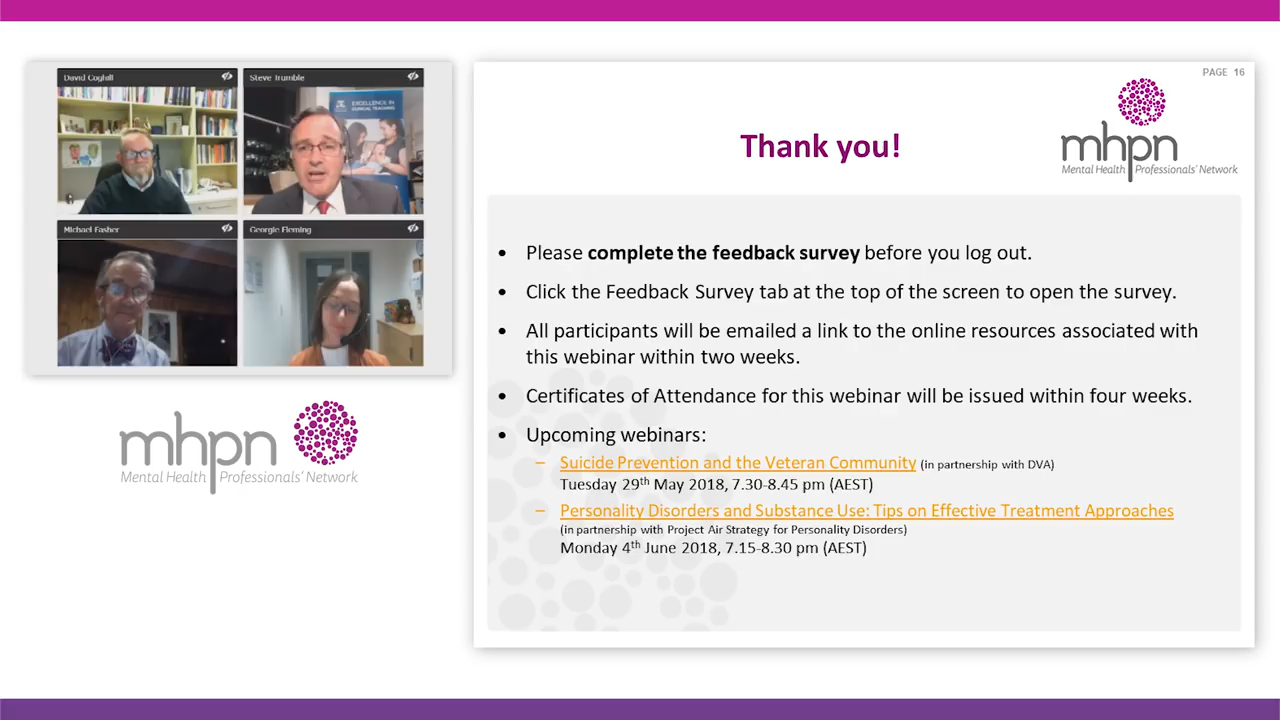 David Coghill
Steve Trumble
EXCELLENCE IN
CLINICAL TEACHING
Michael Fasher
Georgie Fleming
mhpn
Mental Health Professionals' Network
PAGE 16
Thank you!
mhpn
Mental Health Professionals' Network
• Please complete the feedback survey before you log out.
• Click the Feedback Survey tab at the top of the screen to open the survey.
• All participants will be emailed a link to the online resources associated with
this webinar within two weeks.
• Certificates of Attendance for this webinar will be issued within four weeks.
• Upcoming webinars:
– Suicide Prevention and the Veteran Community (in partnership with DVA)
Tuesday 29th May 2018, 7.30-8.45 pm (AEST)
– Personality Disorders and Substance Use: Tips on Effective Treatment Approaches
(in partnership with Project Air Strategy for Personality Disorders)
Monday 4th June 2018, 7.15-8.30 pm (AEST)